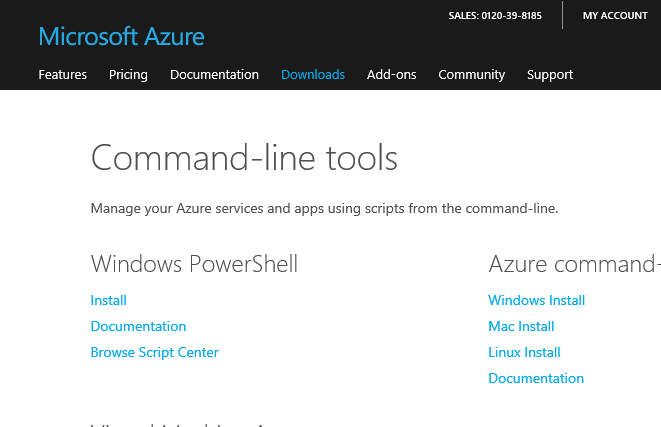 SALES: 0120-39-8185
MY ACCOUNT
Microsoft Azure
Features Pricing Documentation Downloads Add-ons Community Support
Command-line tools
Manage your Azure services and apps using scripts from the command-line.
Windows PowerShell
Install
Documentation
Browse Script Center
Azure command-
Windows Install
Mac Install
Linux Install
Documentation